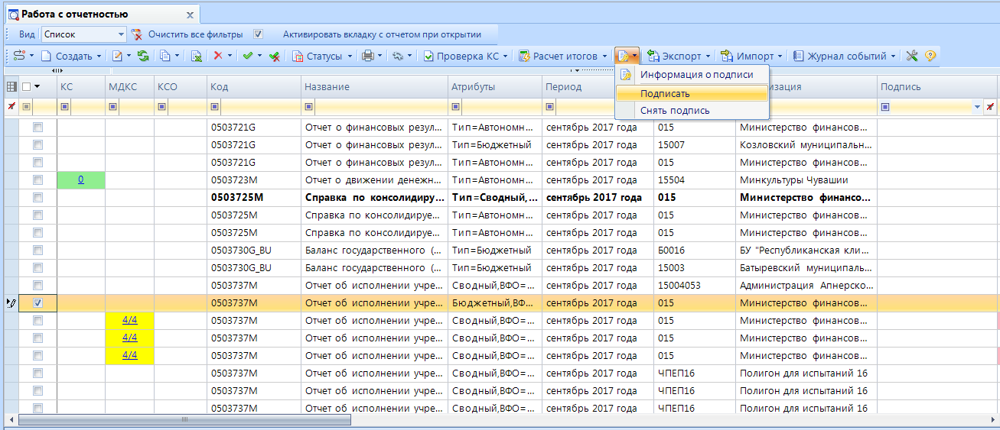 Работа с отчетностью
Вид Список Очистить все фильтры Активировать вкладку с отчетом при открытии
Создать Статусы Проверка КС Расчет итогов Экспорт Импорт Журнал событий
Информация о подписи
Подписать
Снять подпись
КС МДКС КСО Код Название Атрибуты Период изация Подпись
0503721G Отчет о финансовых резул... Тип=Автономн... сентябрь 2017 года 015 Министерство финансов...
0503721G Отчет о финансовых резул... Тип=Бюджетный сентябрь 2017 года 15007 Козловский муниципальн...
0503721G Отчет о финансовых резул... Тип=Автономн... сентябрь 2017 года 015 Министерство финансов...
0 0503723M Отчет о движении денежн... Тип=Автономн... сентябрь 2017 года 15504 Минкультуры Чувашии
0503725M Справка по консолидиру... Тип=Сводный,... сентябрь 2017 года 015 Министерство финансо...
0503725M Справка по консолидируе... Тип=Автономн... сентябрь 2017 года 015 Министерство финансов...
0503725M Справка по консолидируе... Тип=Автономн... сентябрь 2017 года 015 Министерство финансов...
0503730G_BU Баланс государственного (... Тип=Бюджетный сентябрь 2017 года Б0016 БУ "Республиканская кли...
0503730G_BU Баланс государственного (... Тип=Бюджетный сентябрь 2017 года 15003 Батыревский муниципаль...
0503737M Отчет об исполнении учре... Сводный,ВФО=... сентябрь 2017 года 15004053 Администрация Апнерско...
0503737M Отчет об исполнении учре... Бюджетный,ВФ... сентябрь 2017 года 015 Министерство финансов...
4/4 0503737M Отчет об исполнении учре... Сводный,ВФО=... сентябрь 2017 года 015 Министерство финансов...
4/4 0503737M Отчет об исполнении учре... Сводный,ВФО=... сентябрь 2017 года 015 Министерство финансов...
4/4 0503737M Отчет об исполнении учре... Сводный,ВФО=... сентябрь 2017 года 015 Министерство финансов...
0503737M Отчет об исполнении учре... Сводный,ВФО=... сентябрь 2017 года ЧПЕП16 Полигон для испытаний 16
0503737M Отчет об исполнении учре... Сводный,ВФО=... сентябрь 2017 года ЧПЕП16 Полигон для испытаний 16
0503737M Отчет об исполнении учре... Сводный,ВФО=... сентябрь 2017 года ЧПЕП16 Полигон для испытаний 16